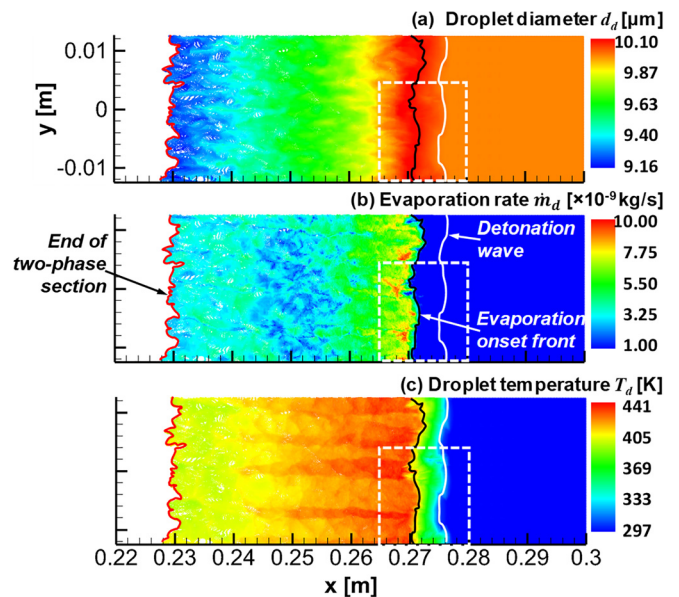 (a) Droplet diameter d_d [μm]
0.01
0
-0.01
y [m]
10.10
9.87
9.63
9.40
9.16
(b) Evaporation rate ṁ_d [×10⁻⁹kg/s]
End of
two-phase
section
Detonation
wave
Evaporation
onset front
10.00
7.75
5.50
3.25
1.00
(c) Droplet temperature T_d [K]
441
405
369
333
297
0.22 0.23 0.24 0.25 0.26 0.27 0.28 0.29 0.3
x [m]